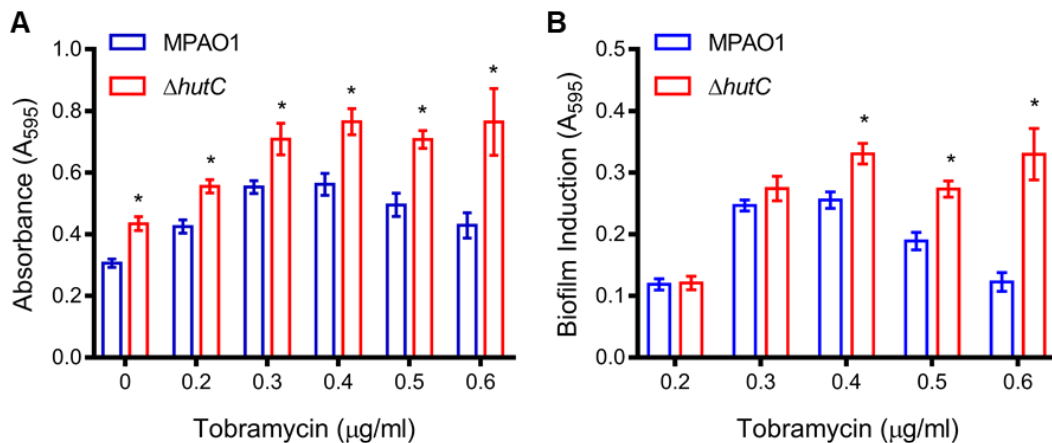 A
MPAO1
ΔhutC
Absorbance (A595)
1.0
0.8
0.6
0.4
0.2
0.0
* * * * * *
0 0.2 0.3 0.4 0.5 0.6
Tobramycin (μg/ml)
B
MPAO1
ΔhutC
Biofilm Induction (A595)
0.5
0.4
0.3
0.2
0.1
0.0
* * *
0.2 0.3 0.4 0.5 0.6
Tobramycin (μg/ml)